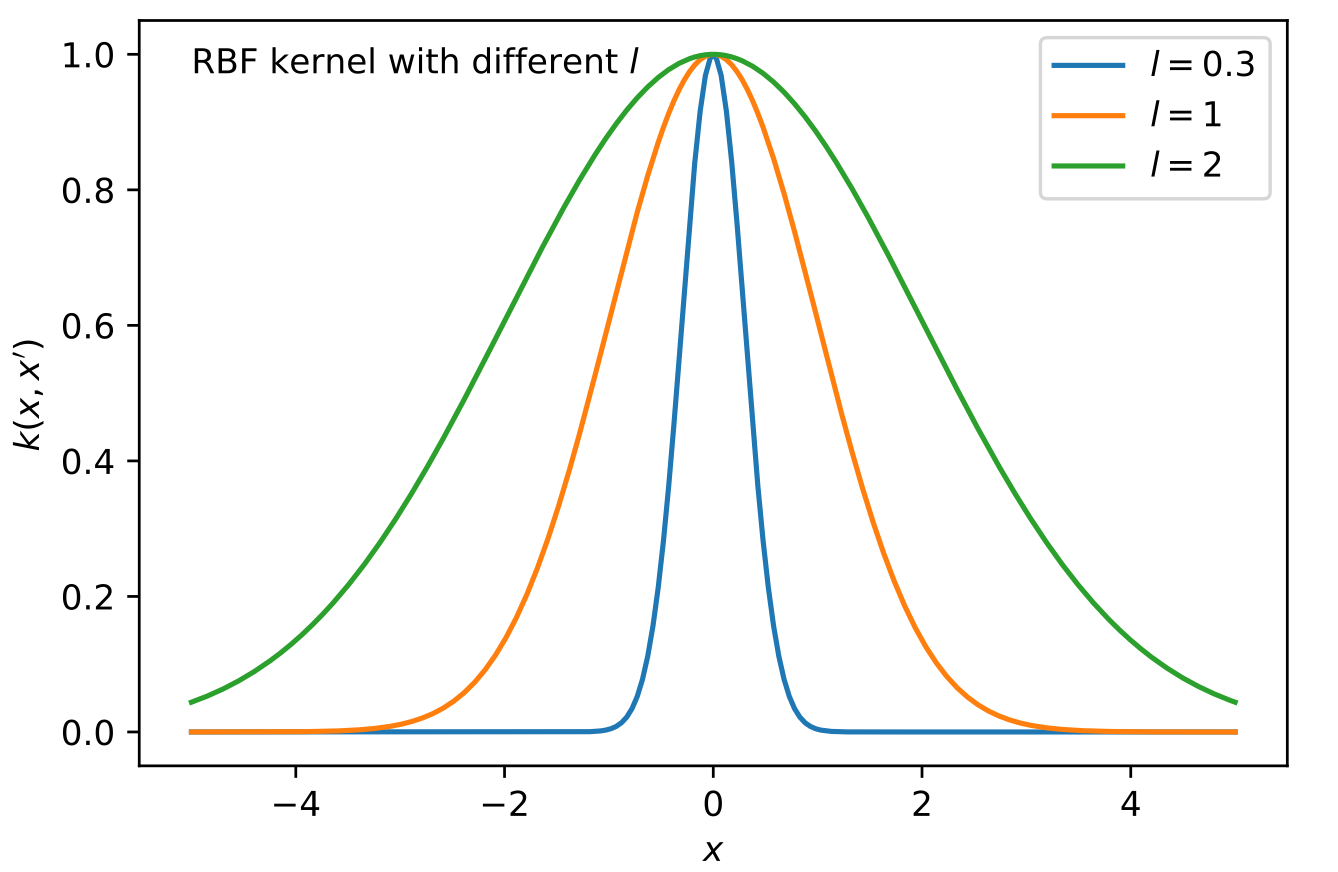 RBF kernel with different l
l = 0.3
l = 1
l = 2
1.0
0.8
0.6
0.4
0.2
0.0
k(x, x′)
−4 −2 0 2 4
x